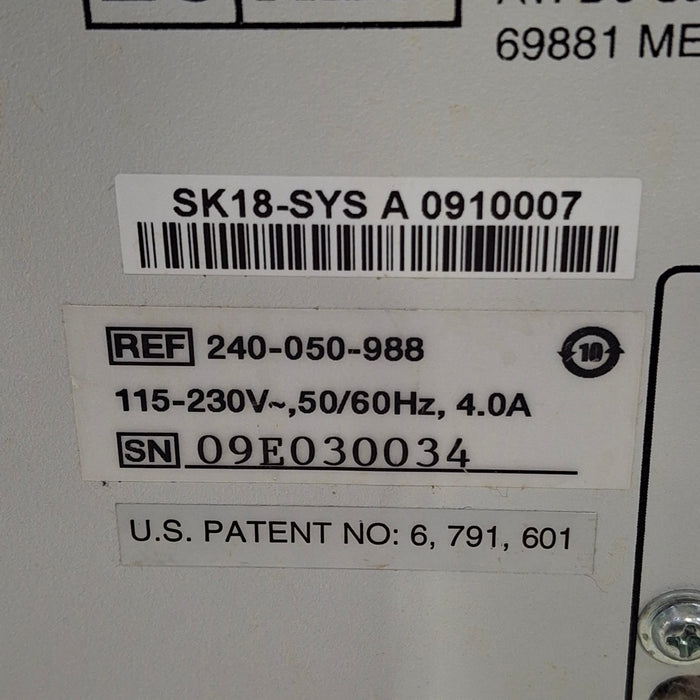 69881 ME
SK18-SYS A 0910007
REF 240-050-988
10
115-230V~,50/60Hz, 4.0A
SN 09E030034
U.S. PATENT NO: 6, 791, 601